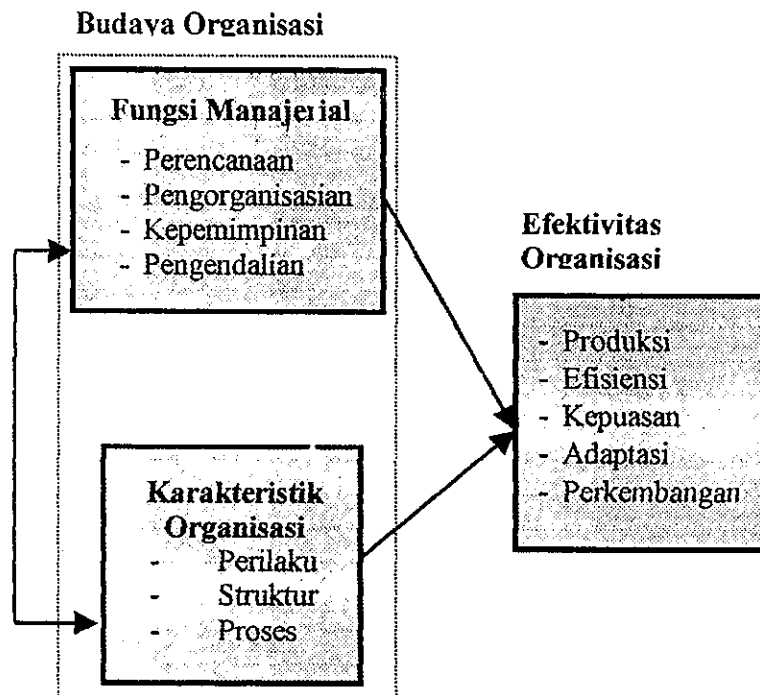 Budaya Organisasi
Fungsi Manajerial
- Perencanaan
- Pengorganisasian
- Kepemimpinan
- Pengendalian
Efektivitas
Organisasi
- Produksi
- Efisiensi
- Kepuasan
- Adaptasi
- Perkembangan
Karakteristik
Organisasi
- Perilaku
- Struktur
- Proses